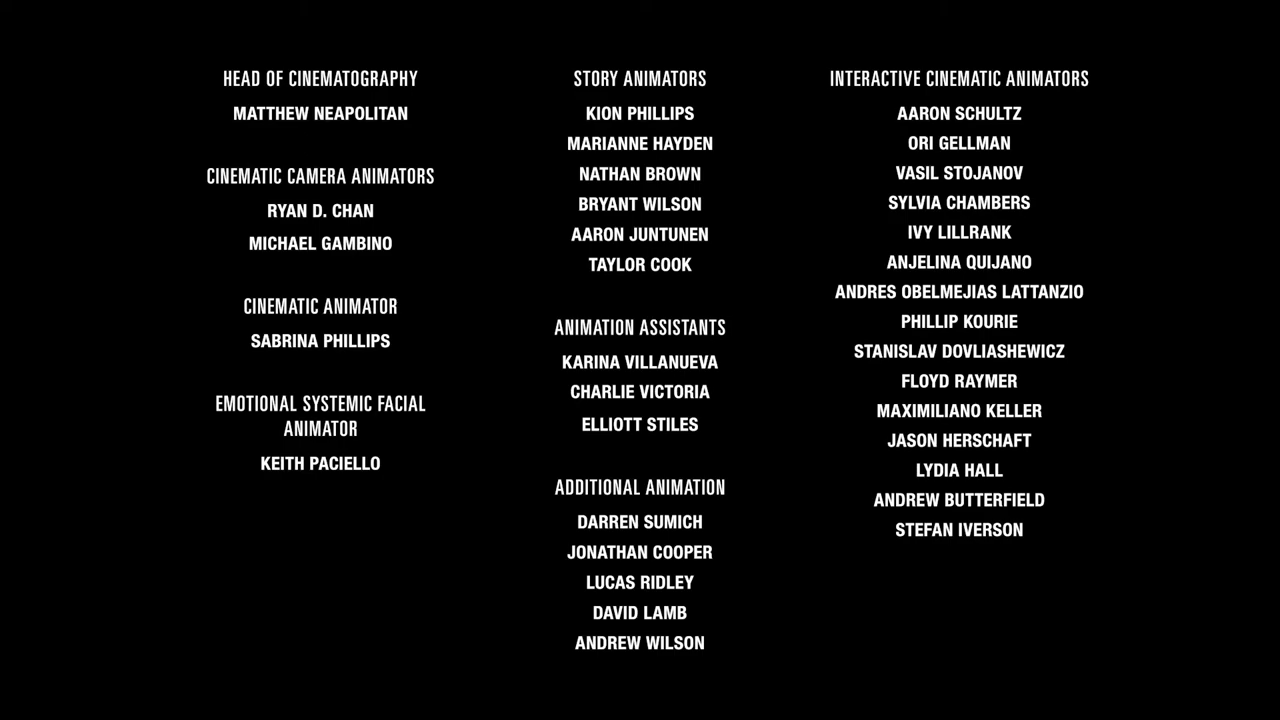 HEAD OF CINEMATOGRAPHY
MATTHEW NEAPOLITAN
CINEMATIC CAMERA ANIMATORS
RYAN D. CHAN
MICHAEL GAMBINO
CINEMATIC ANIMATOR
SABRINA PHILLIPS
EMOTIONAL SYSTEMIC FACIAL
ANIMATOR
KEITH PACIELLO
STORY ANIMATORS
KION PHILLIPS
MARIANNE HAYDEN
NATHAN BROWN
BRYANT WILSON
AARON JUNTUNEN
TAYLOR COOK
ANIMATION ASSISTANTS
KARINA VILLANUEVA
CHARLIE VICTORIA
ELLIOTT STILES
ADDITIONAL ANIMATION
DARREN SUMICH
JONATHAN COOPER
LUCAS RIDLEY
DAVID LAMB
ANDREW WILSON
INTERACTIVE CINEMATIC ANIMATORS
AARON SCHULTZ
ORI GELLMAN
VASIL STOJANOV
SYLVIA CHAMBERS
IVY LILLRANK
ANJELINA QUIJANO
ANDRES OBELMEJIAS LATTANZIO
PHILLIP KOURIE
STANISLAV DOVLIASHEWICZ
FLOYD RAYMER
MAXIMILIANO KELLER
JASON HERSCHAFT
LYDIA HALL
ANDREW BUTTERFIELD
STEFAN IVERSON